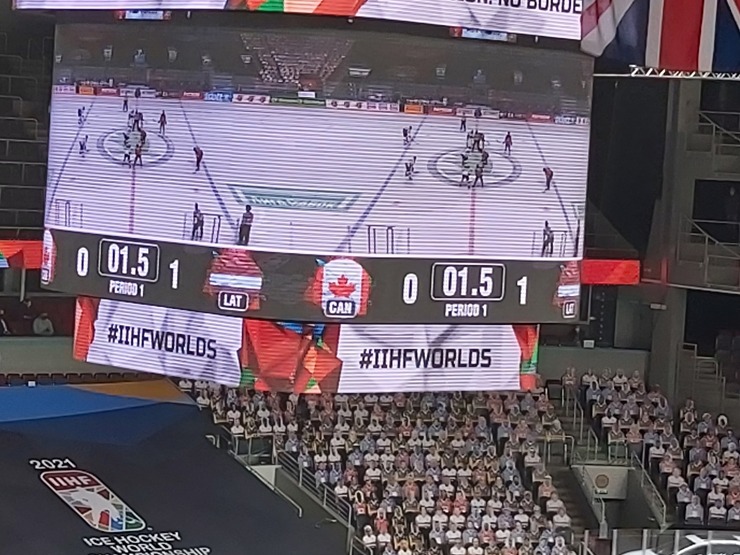 NO BORDE
0 01.5 1
PERIOD 1
LAT
CAN
0 01.5 1
PERIOD 1
LAT
#IIHFWORLDS
#IIHFWORLDS
2021
IIHF
ICE HOCKEY
WORLD